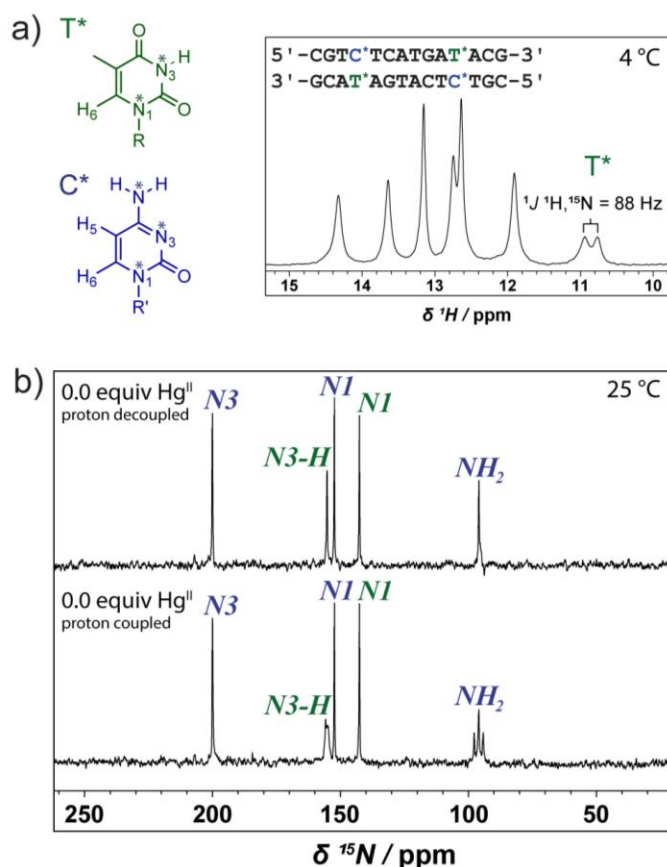 a)
T*
O
* H
N3
H6
* N1
O
R
C*
H * H
N
H5
* N3
H6
* N1
O
R'
5'-CGTC*TCATGAT*ACG-3'
3'-GCAT*AGTACTC*TGC-5'
4 °C
T*
¹J ¹H,¹⁵N = 88 Hz
15 14 13 12 11 10
δ ¹H / ppm
b)
0.0 equiv Hgᴵᴵ
proton decoupled
25 °C
N3
N3-H
N1
N1
NH₂
0.0 equiv Hgᴵᴵ
proton coupled
N3
N3-H
N1
N1
NH₂
250 200 150 100 50
δ ¹⁵N / ppm